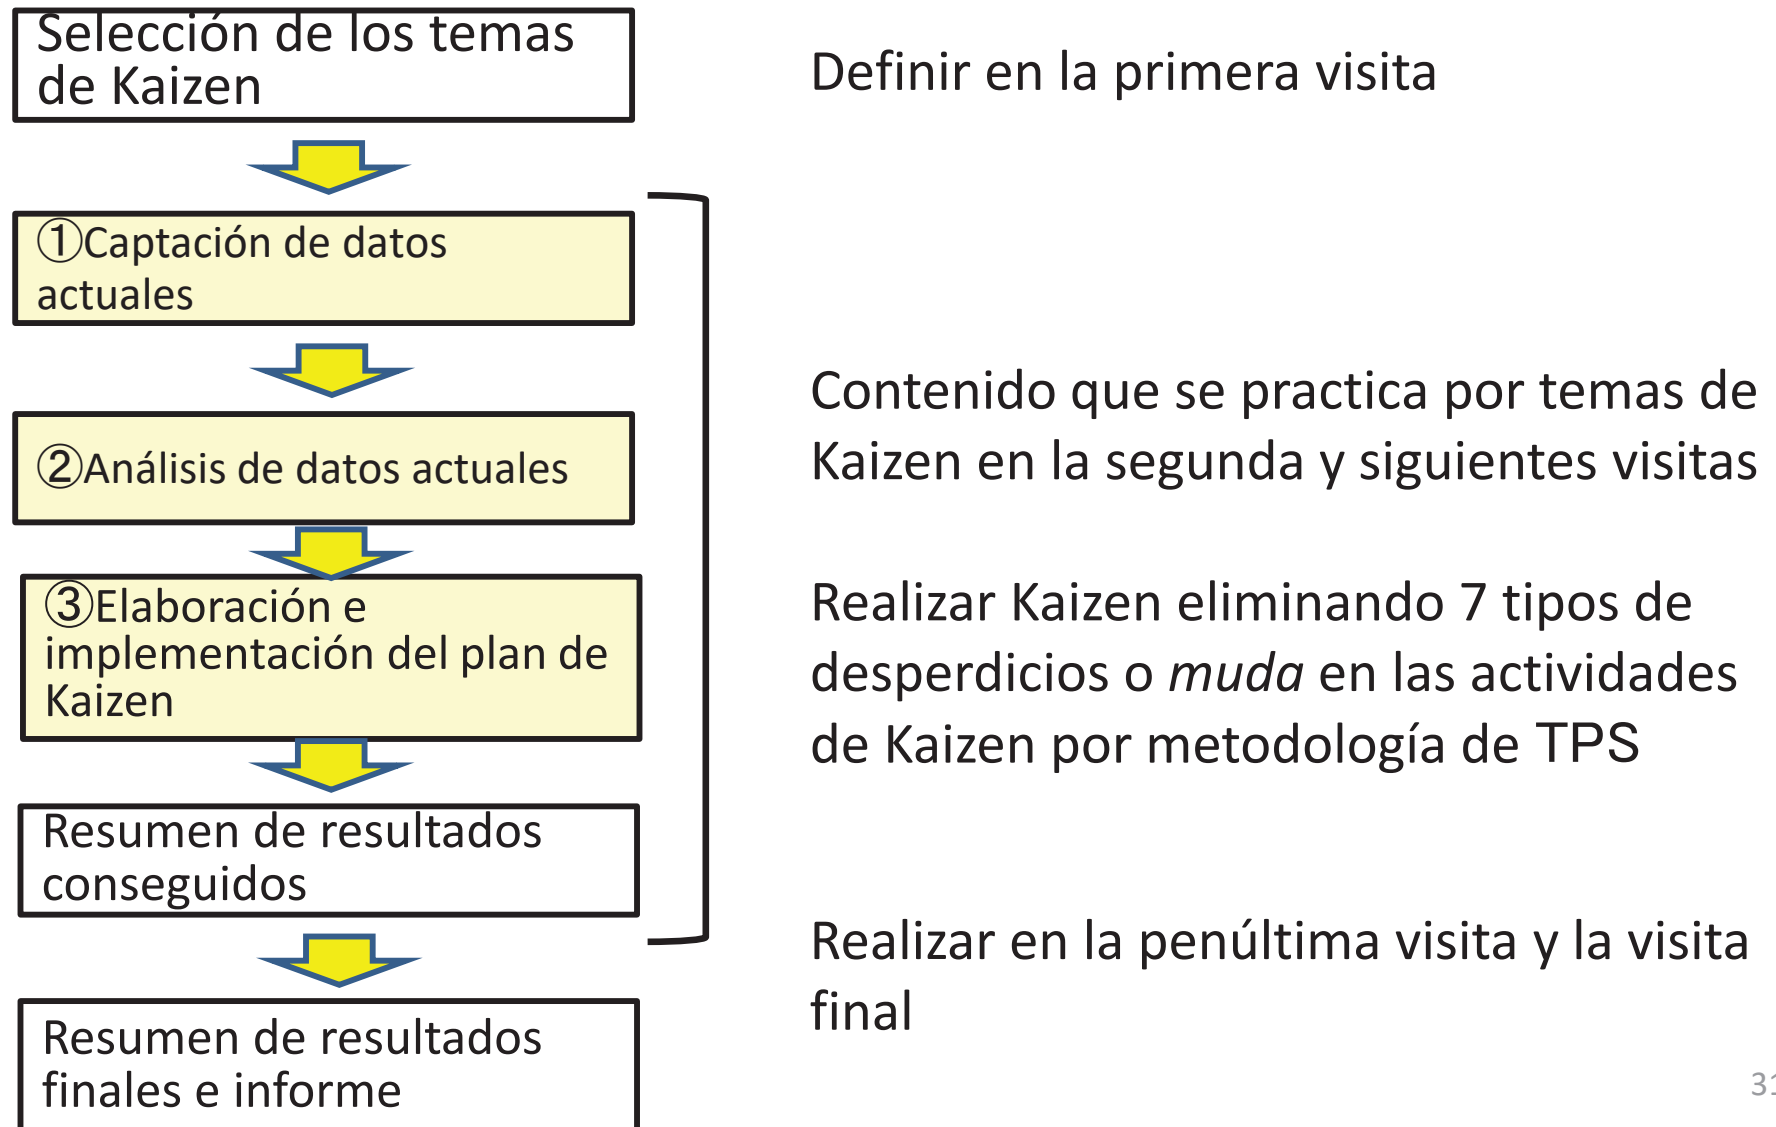 Selección de los temas
de Kaizen
Definir en la primera visita
①Captación de datos
actuales
②Análisis de datos actuales
Contenido que se practica por temas de
Kaizen en la segunda y siguientes visitas
③Elaboración e
implementación del plan de
Kaizen
Realizar Kaizen eliminando 7 tipos de
desperdicios o muda en las actividades
de Kaizen por metodología de TPS
Resumen de resultados
conseguidos
Realizar en la penúltima visita y la visita
final
Resumen de resultados
finales e informe
31